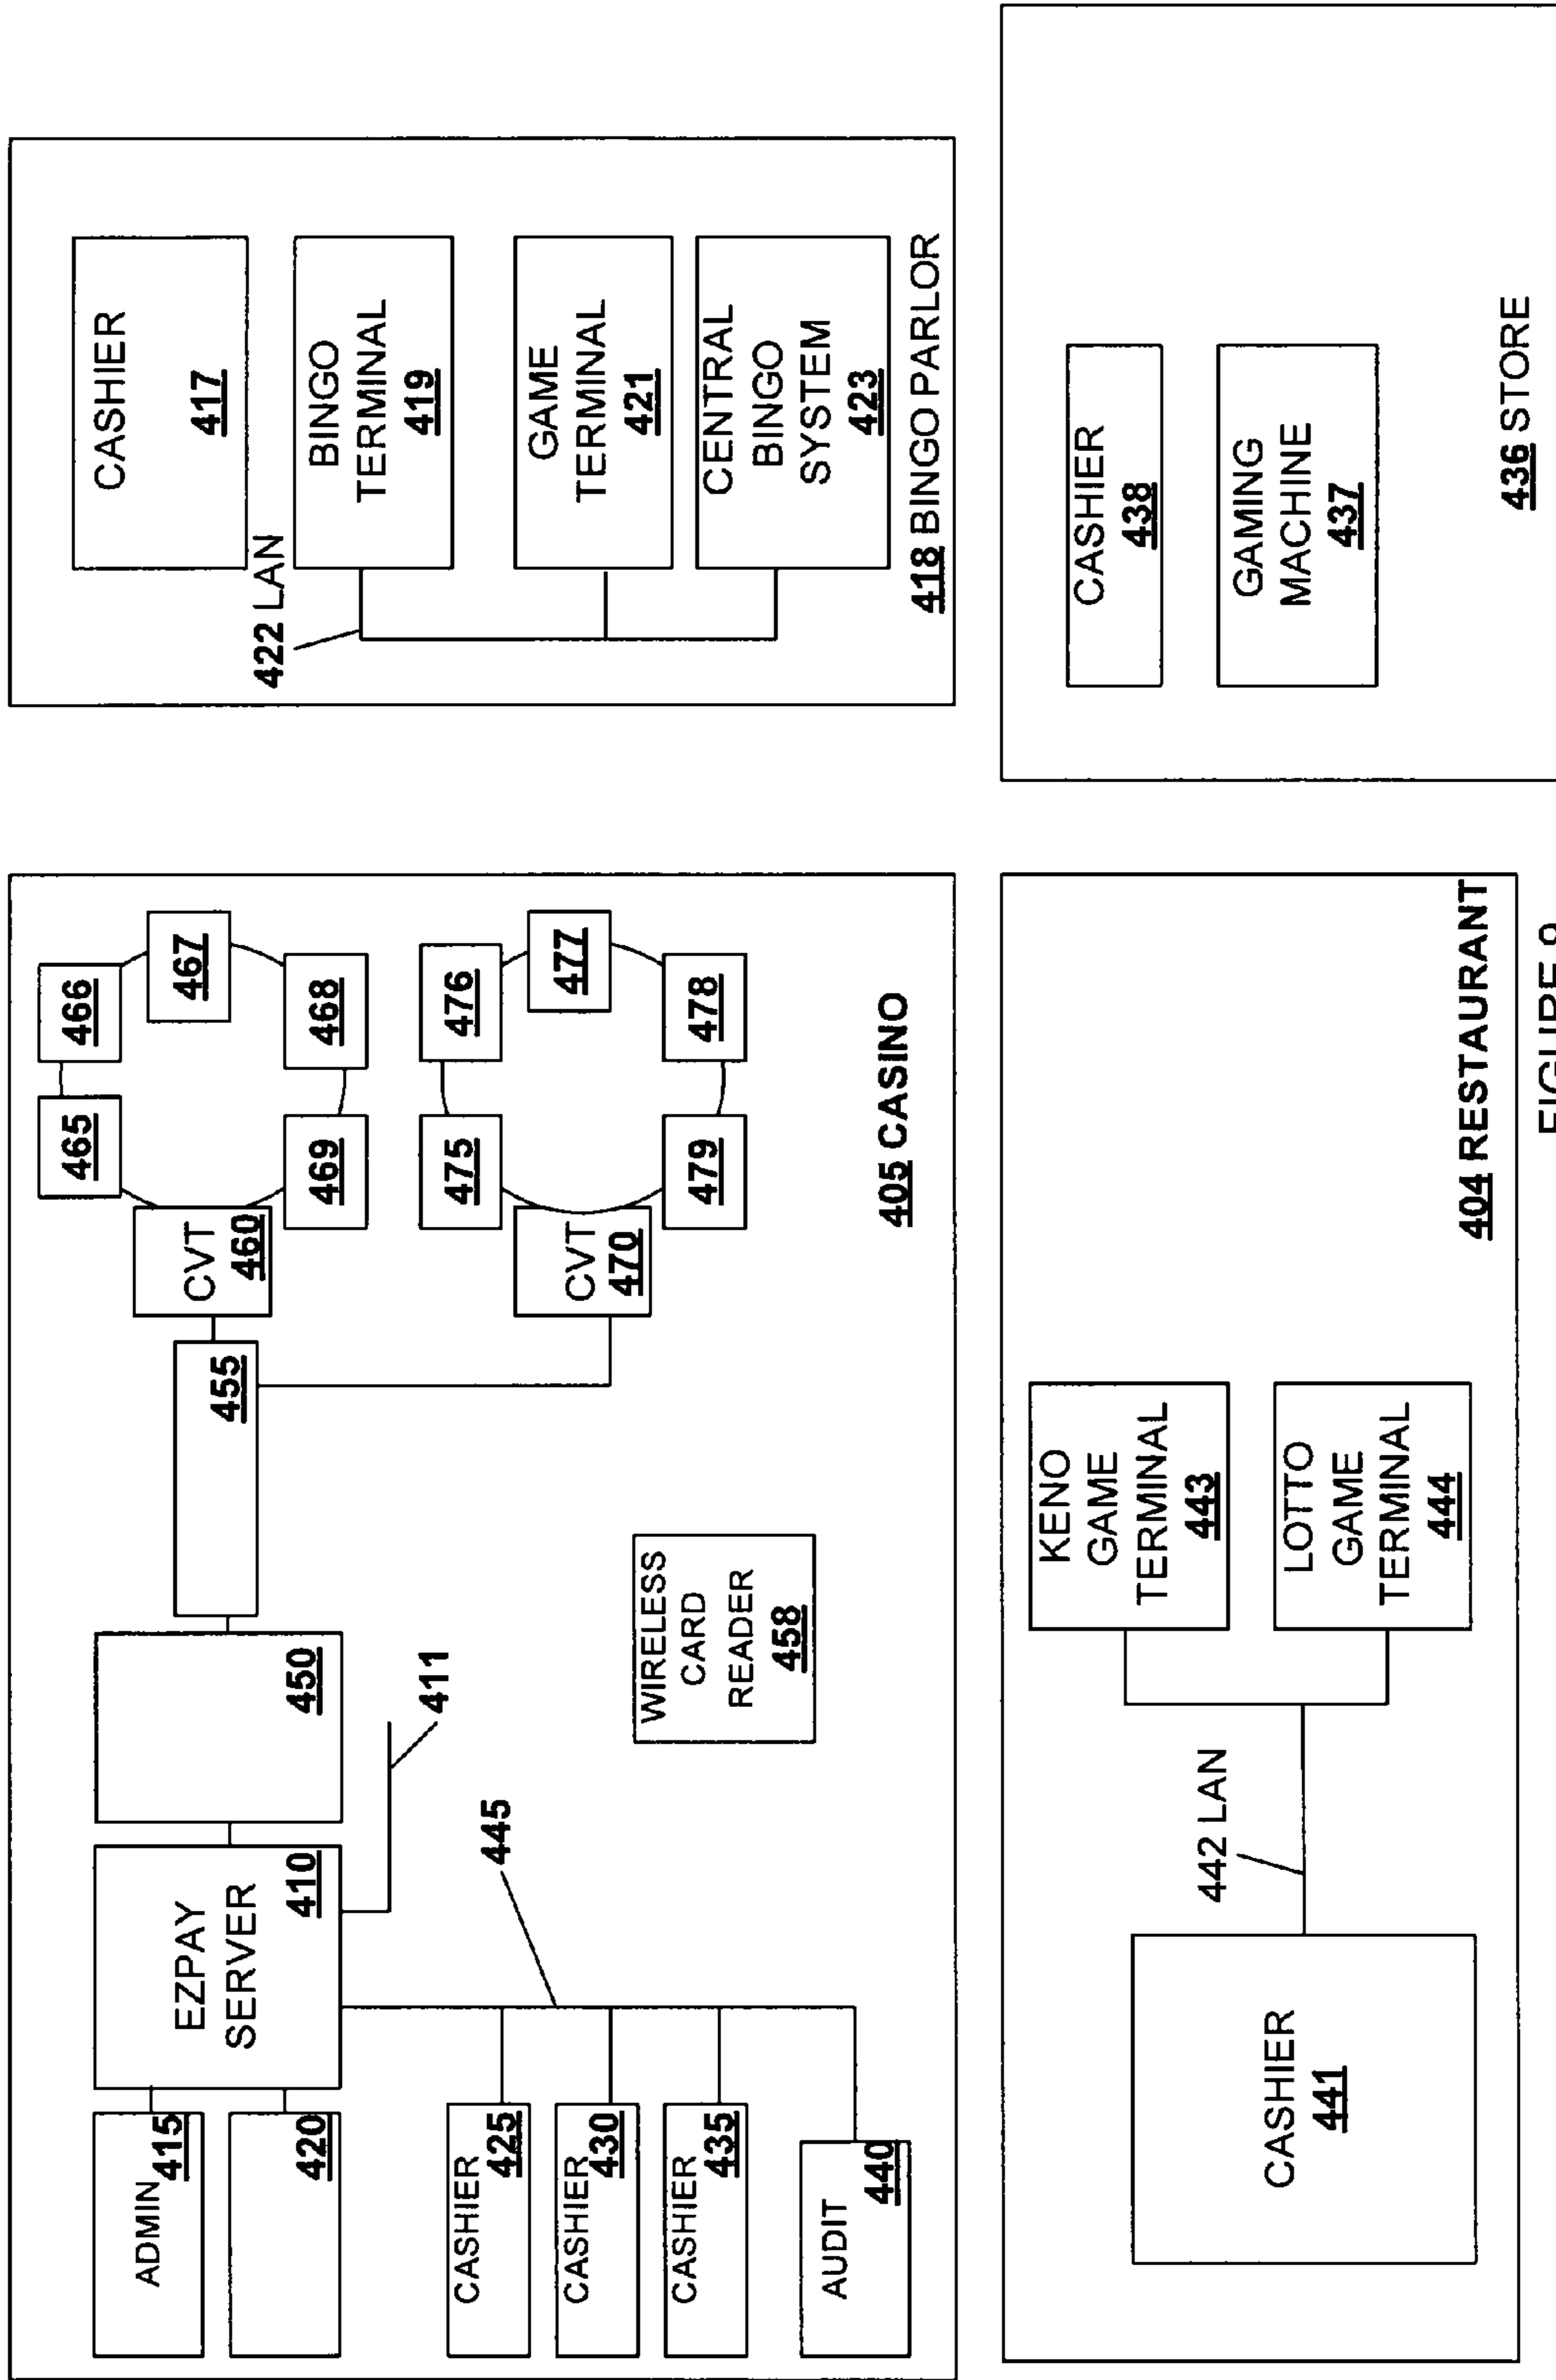 ADMIN
415
420
EZPAY
SERVER
410
450
411
445
CASHIER
425
CASHIER
430
CASHIER
435
AUDIT
440
WIRELESS
CARD
READER
458
455
CVT
460
465
466
467
468
469
CVT
470
475
476
477
478
479
405 CASINO
CASHIER
417
422 LAN
BINGO
TERMINAL
419
GAME
TERMINAL
421
CENTRAL
BINGO
SYSTEM
423
418 BINGO PARLOR
CASHIER
441
442 LAN
KENO
GAME
TERMINAL
443
LOTTO
GAME
TERMINAL
444
404 RESTAURANT
CASHIER
438
GAMING
MACHINE
437
436 STORE
FIGURE